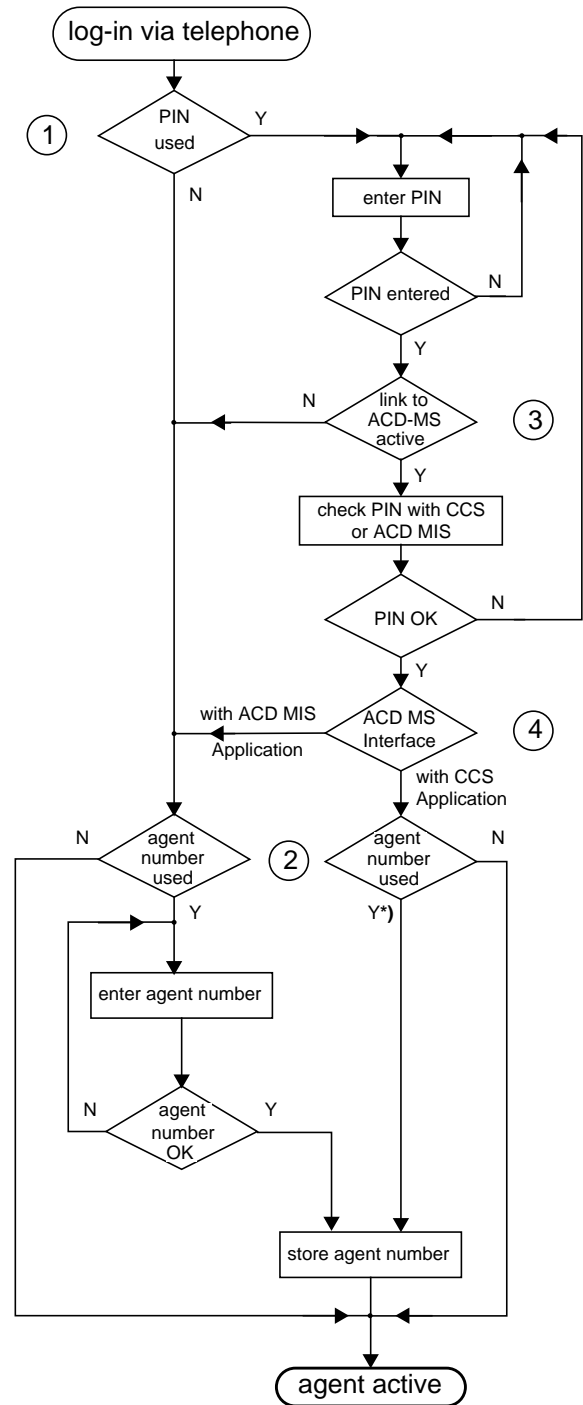 log-in via telephone
1
PIN
used
Y
N
enter PIN
PIN entered
N
Y
link to
ACD-MS
active
N
3
Y
check PIN with CCS
or ACD MIS
PIN OK
N
Y
with ACD MIS
Application
ACD MS
Interface
4
with CCS
Application
N
agent
number
used
2
agent
number
used
N
Y
Y*)
enter agent number
N
agent
number
OK
Y
store agent number
agent active